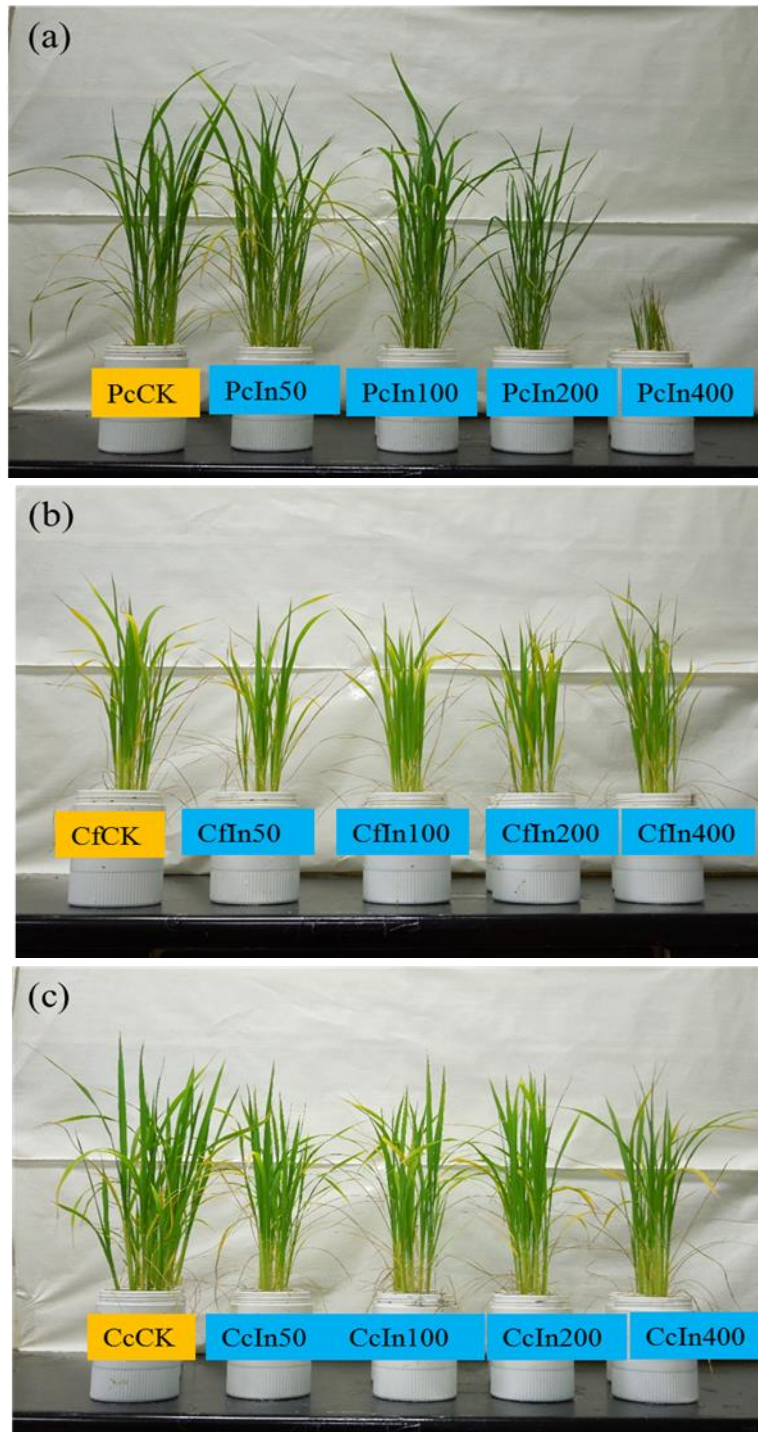 (a)
PcCK PcIn50 PcIn100 PcIn200 PcIn400
(b)
CfCK CfIn50 CfIn100 CfIn200 CfIn400
(c)
CcCK CcIn50 CcIn100 CcIn200 CcIn400